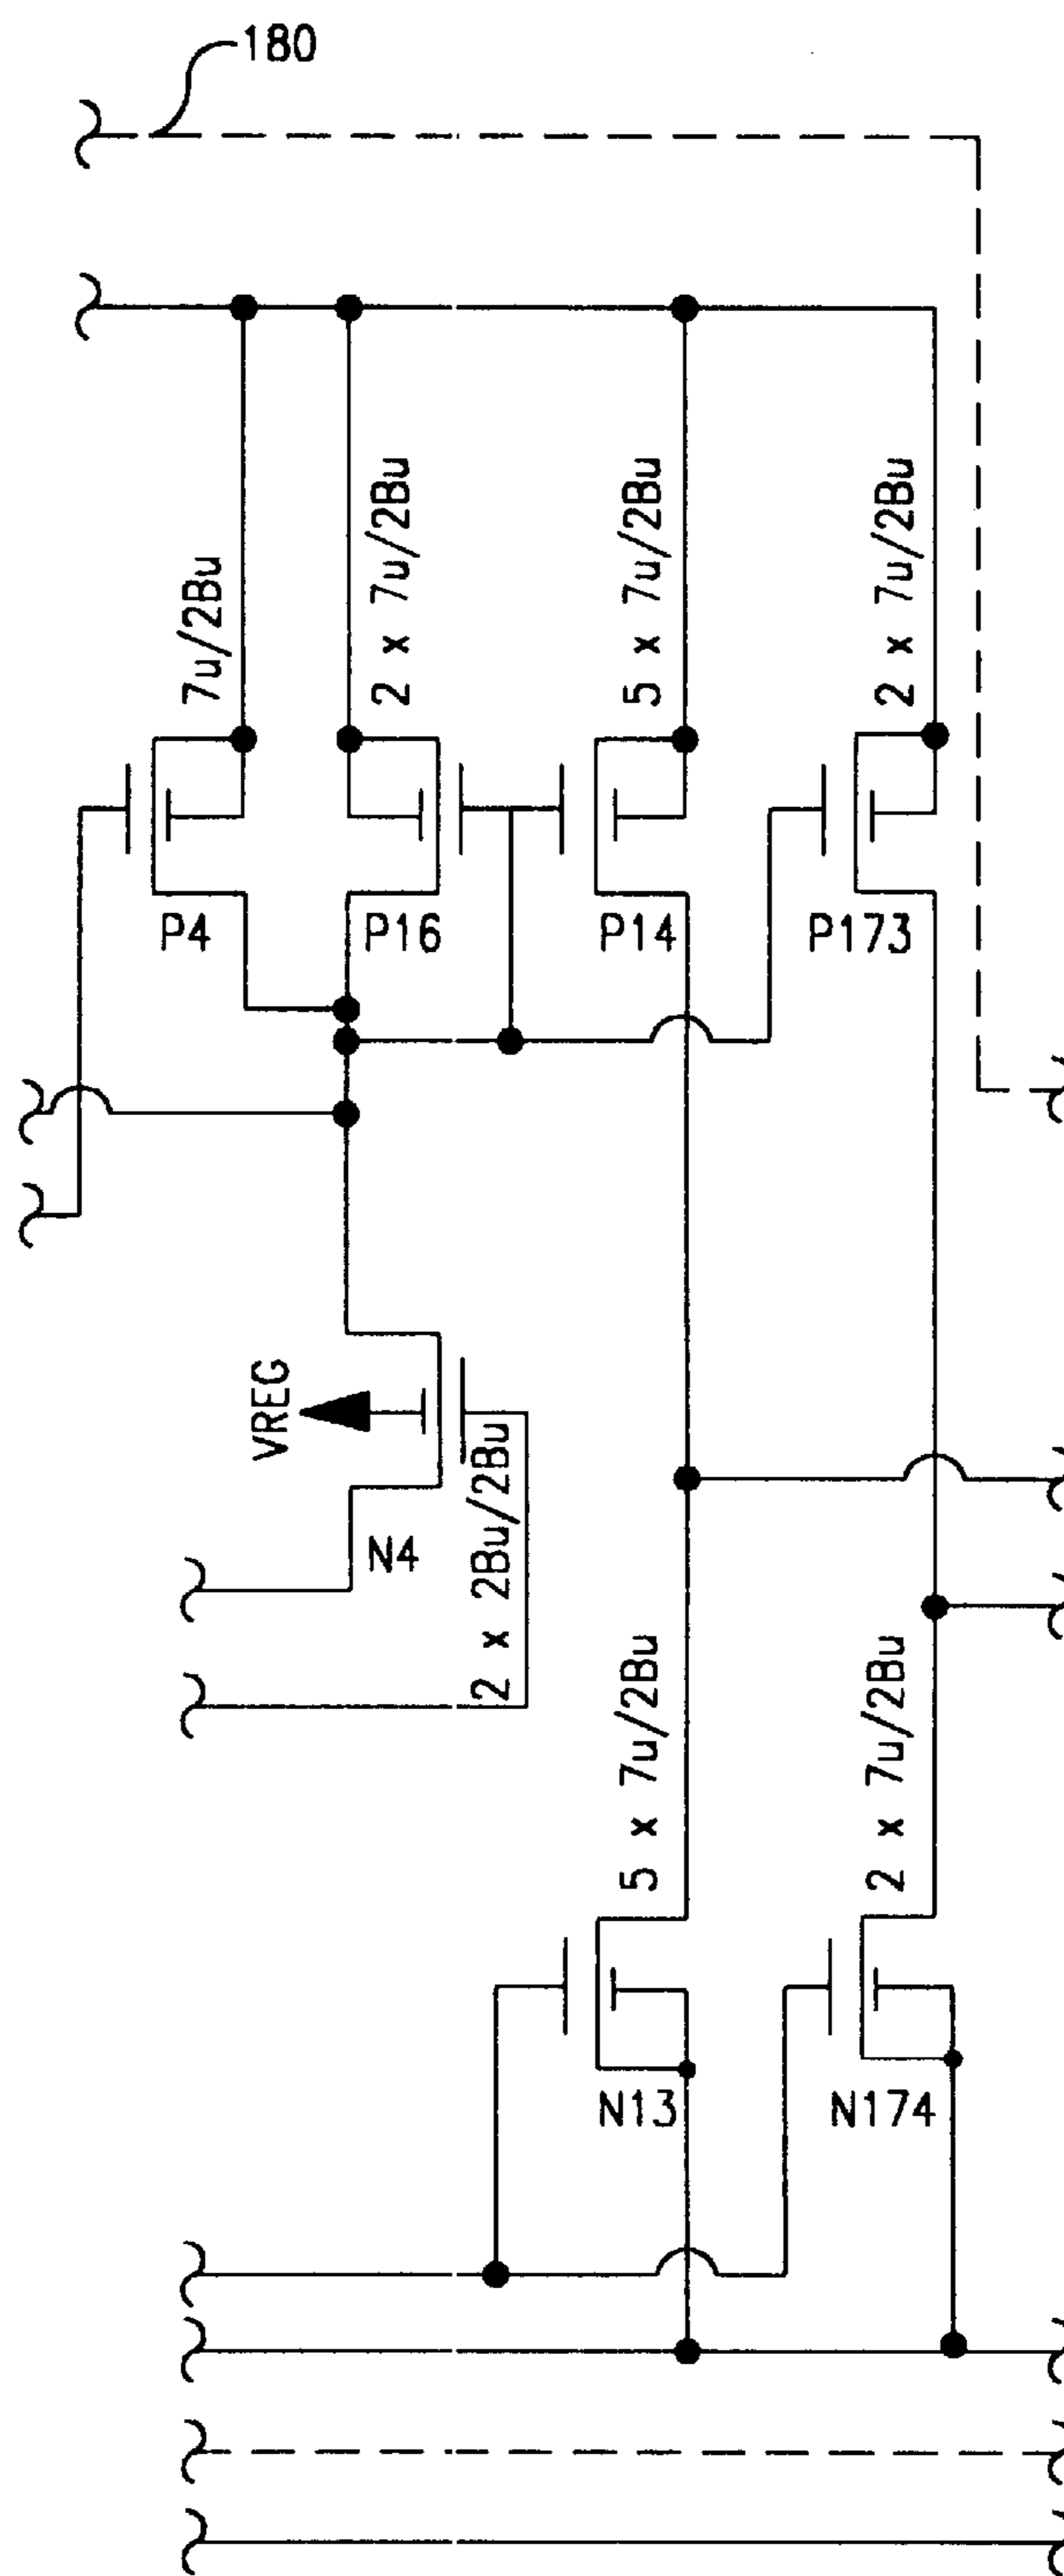 180
7u/2Bu
2 x 7u/2Bu
5 x 7u/2Bu
2 x 7u/2Bu
P4
P16
P14
P173
VREG
N4
2 x 2Bu/2Bu
5 x 7u/2Bu
2 x 7u/2Bu
N13
N174